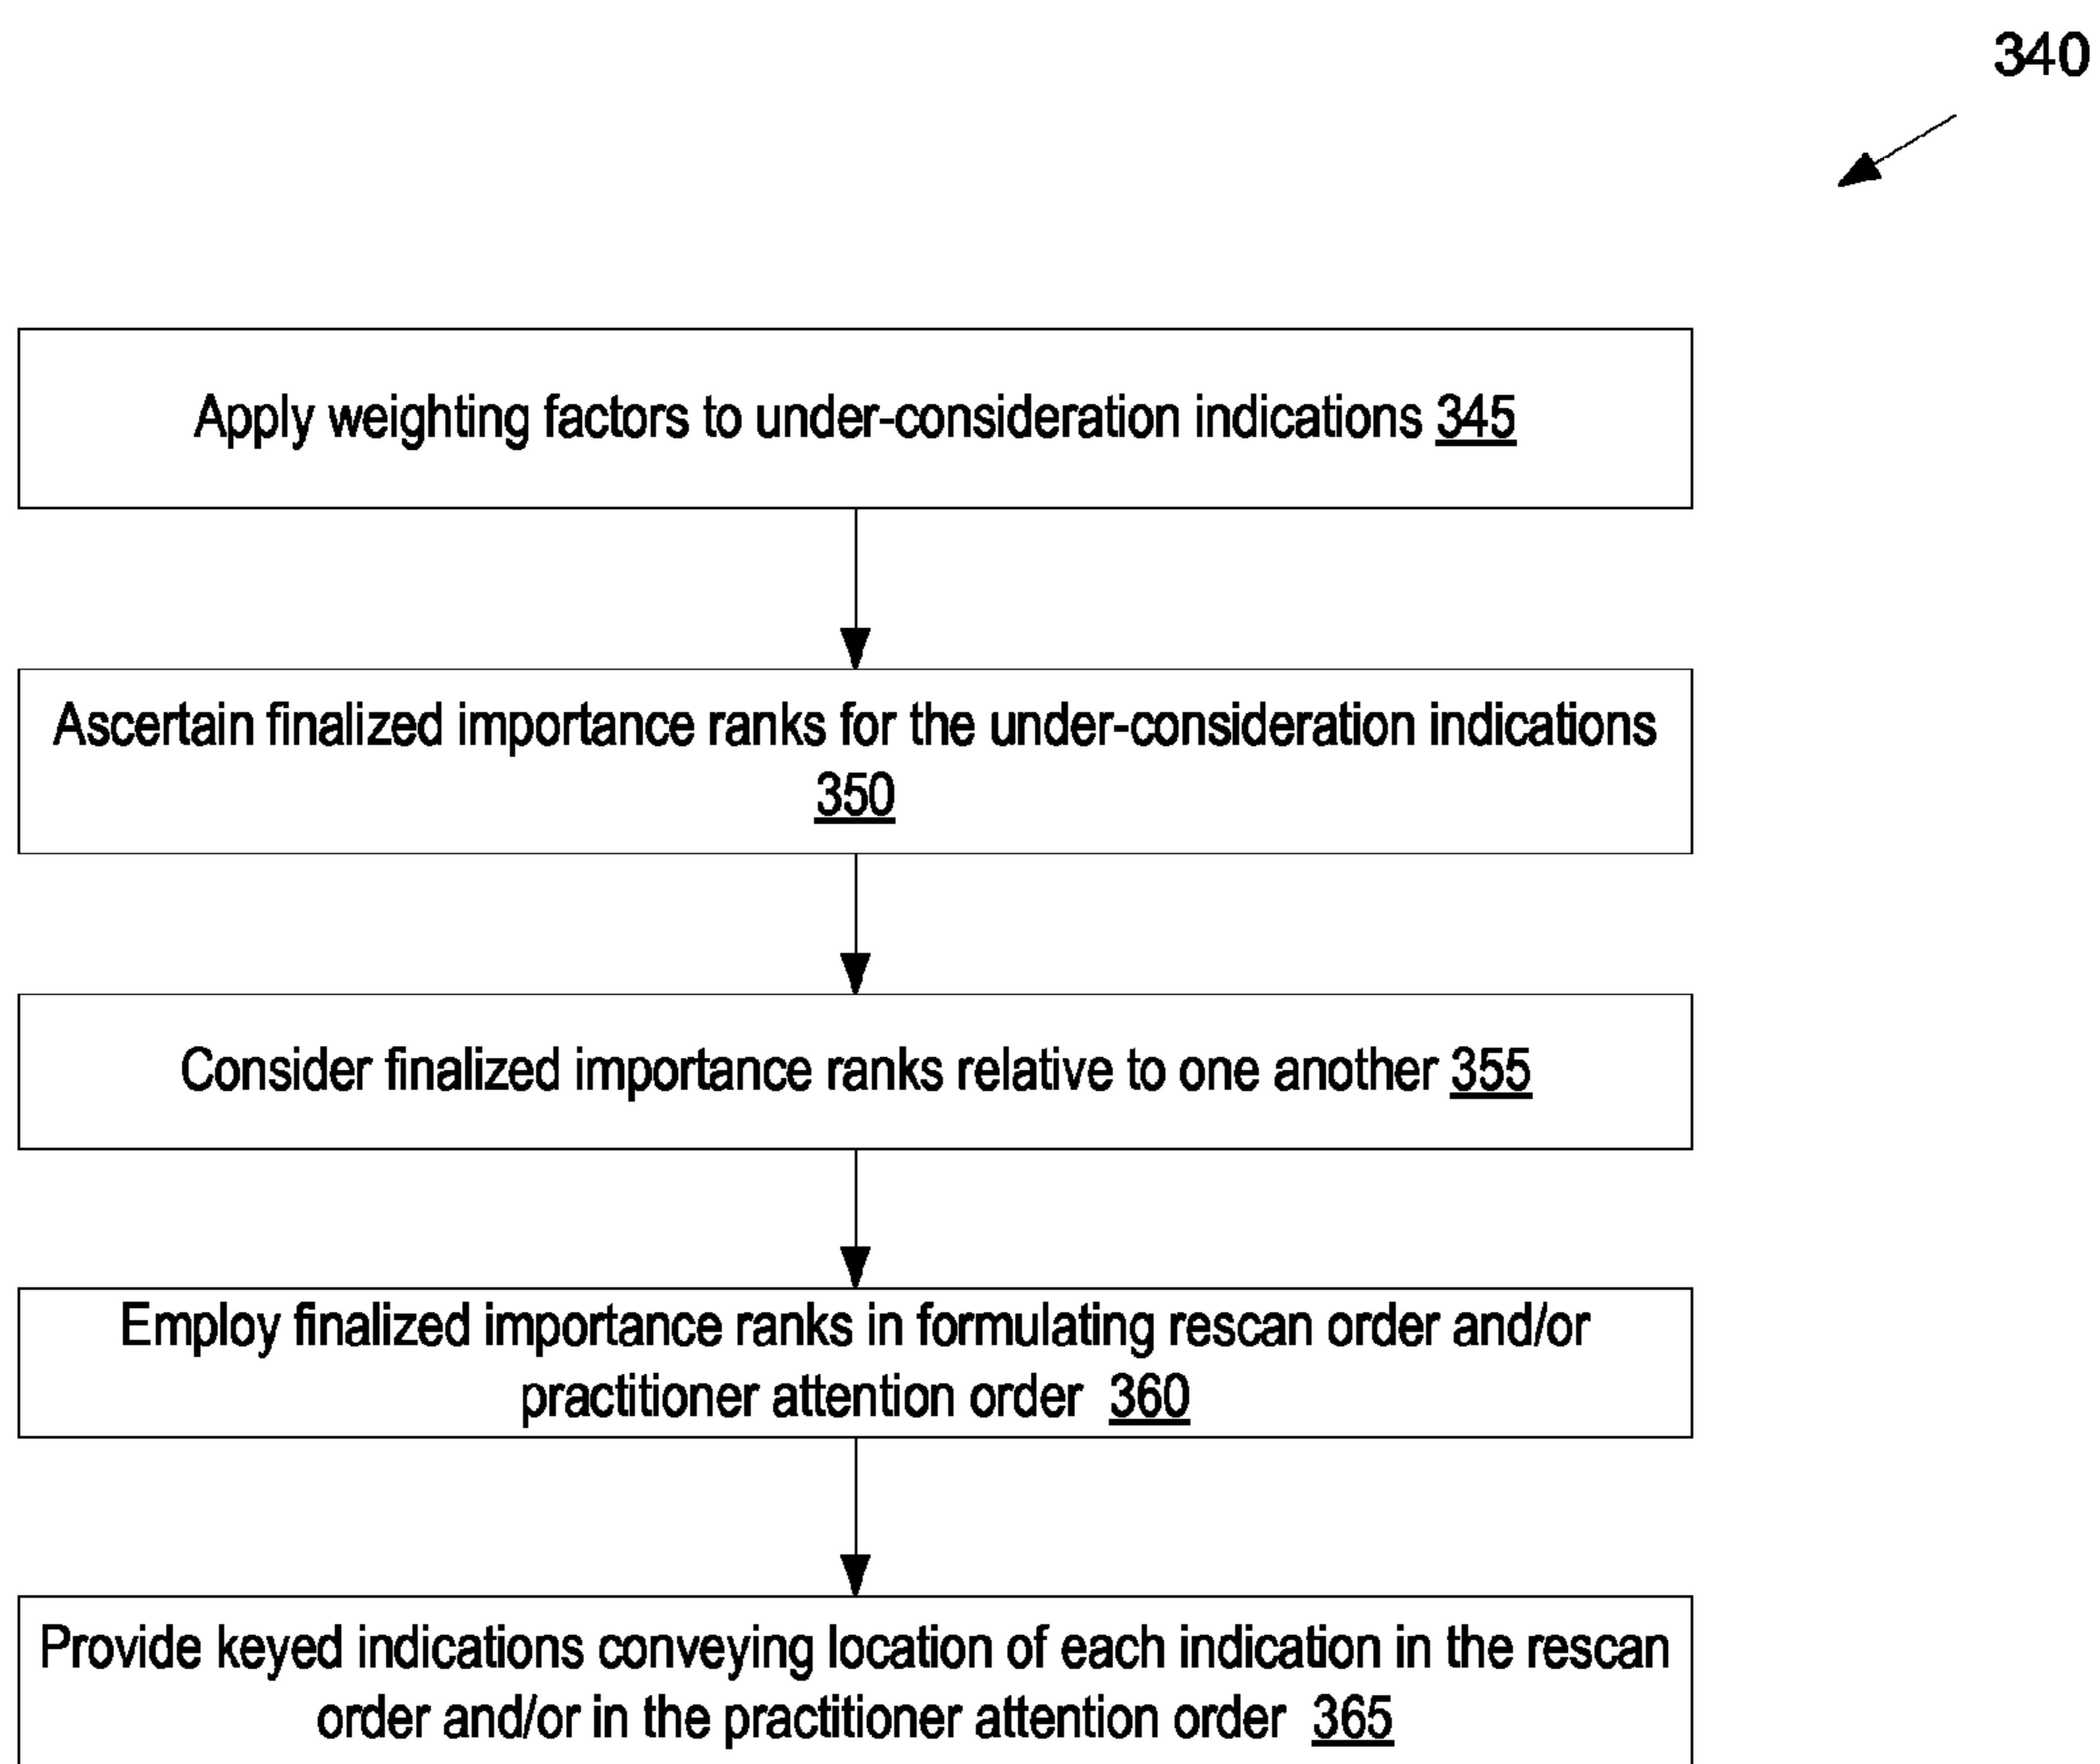 340
Apply weighting factors to under-consideration indications 345
Ascertain finalized importance ranks for the under-consideration indications
350
Consider finalized importance ranks relative to one another 355
Employ finalized importance ranks in formulating rescan order and/or
practitioner attention order 360
Provide keyed indications conveying location of each indication in the rescan
order and/or in the practitioner attention order 365